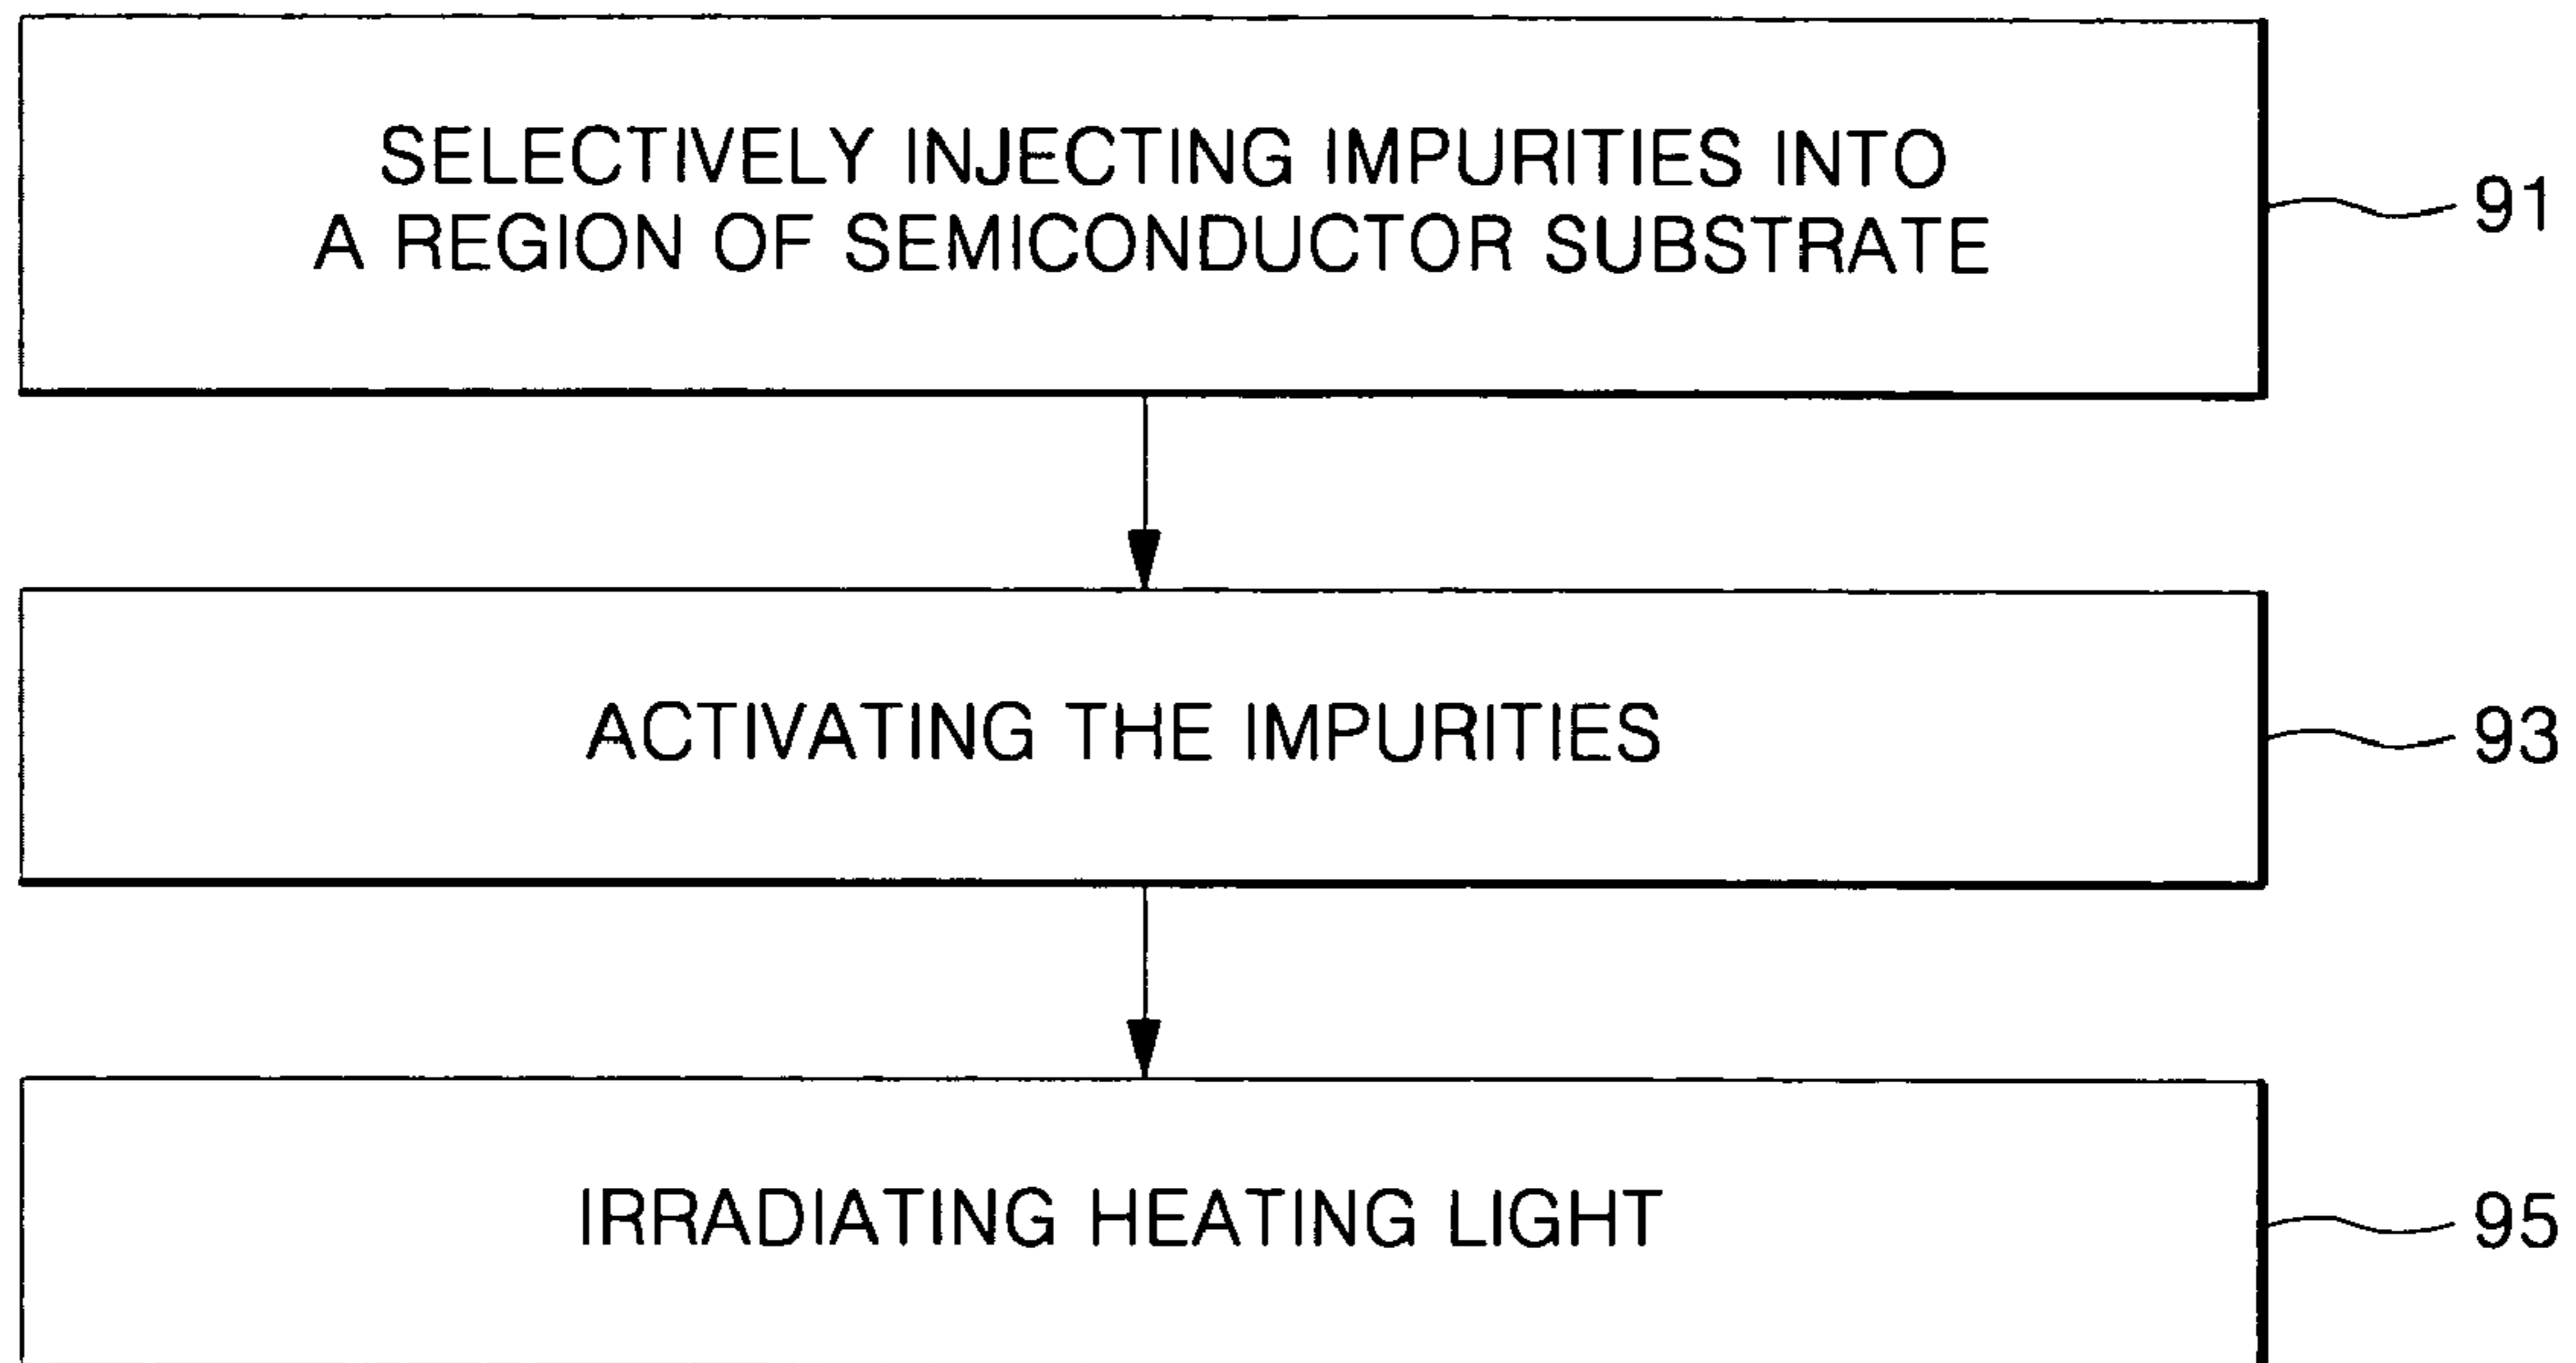 SELECTIVELY INJECTING IMPURITIES INTO
A REGION OF SEMICONDUCTOR SUBSTRATE
91
ACTIVATING THE IMPURITIES
93
IRRADIATING HEATING LIGHT
95